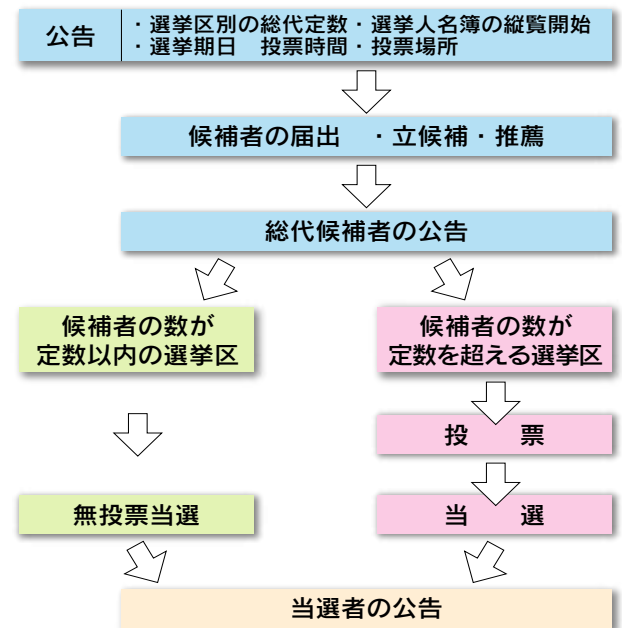 公告
・選挙区別の総代定数・選挙人名簿の縦覧開始
・選挙期日　投票時間・投票場所
候補者の届出　・立候補・推薦
総代候補者の公告
候補者の数が
定数以内の選挙区
候補者の数が
定数を超える選挙区
投　　票
無投票当選
当　　選
当選者の公告